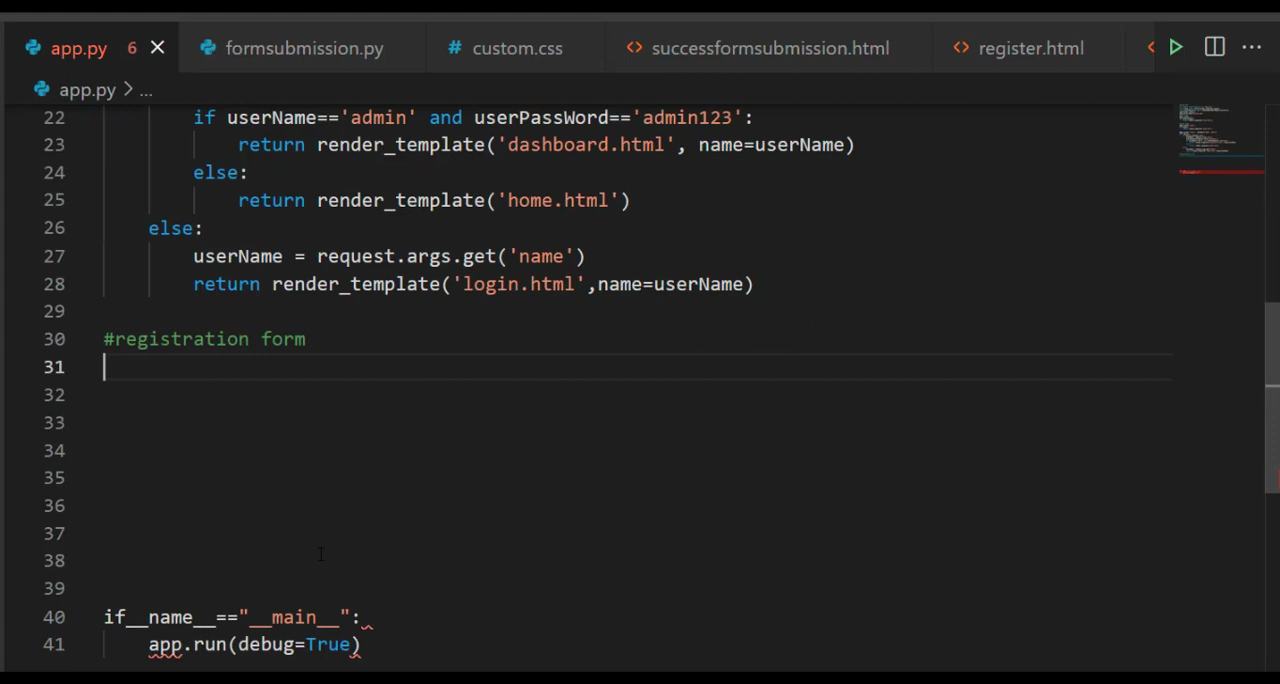 app.py 6 formsubmission.py # custom.css <> successformsubmission.html <> register.html <
app.py > ...
22 if userName=='admin' and userPassWord=='admin123':
23 return render_template('dashboard.html', name=userName)
24 else:
25 return render_template('home.html')
26 else:
27 userName = request.args.get('name')
28 return render_template('login.html',name=userName)
29
30 #registration form
31
32
33
34
35
36
37
38
39
40 if__name__=="__main__":
41 app.run(debug=True)